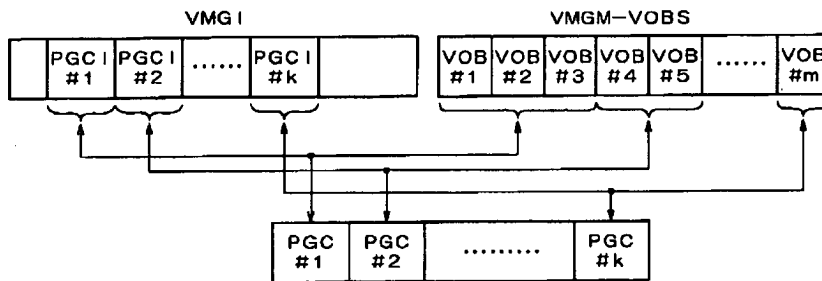 VMGI VMGM-VOBS
PGCI PGCI PGCI VOB VOB VOB VOB VOB VOB
#1 #2 ...... #k #1 #2 #3 #4 #5 ...... #m
PGC PGC PGC
#1 #2 ......... #k